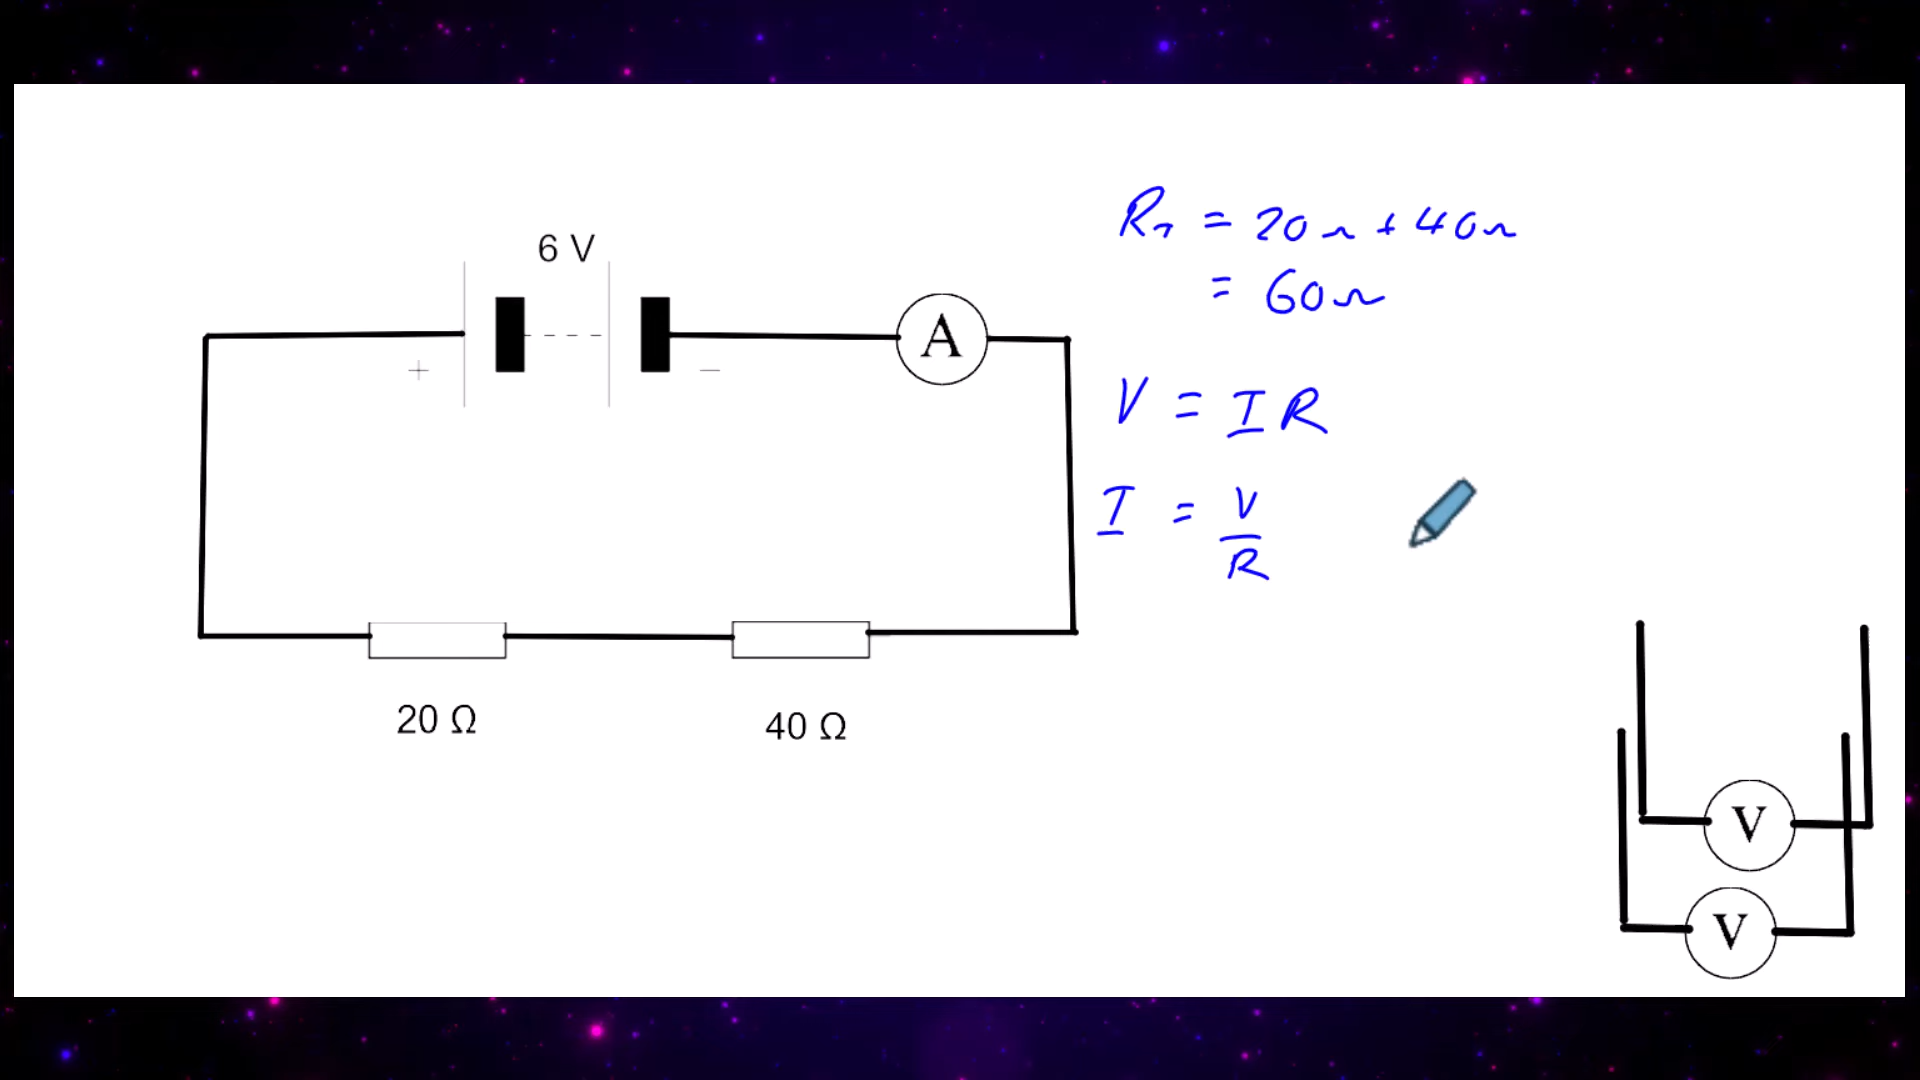 6 V
+ −
A
20 Ω
40 Ω
R_T = 20Ω + 40Ω
= 60Ω
V = IR
I = V/R
V
V